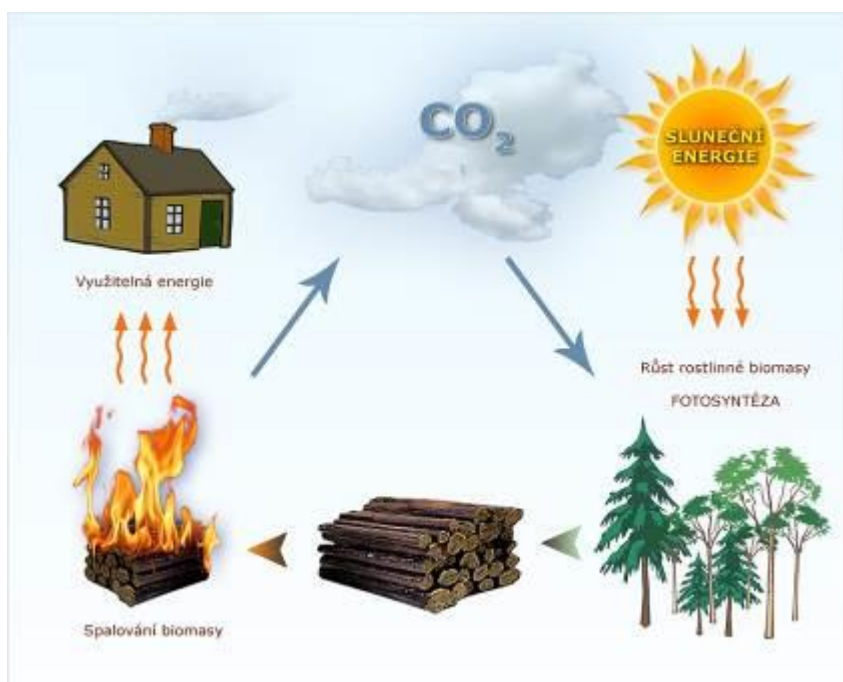 CO₂
SLUNEČNÍ
ENERGIE
Využitelná energie
Růst rostlinné biomasy
FOTOSYNTÉZA
Spalování biomasy